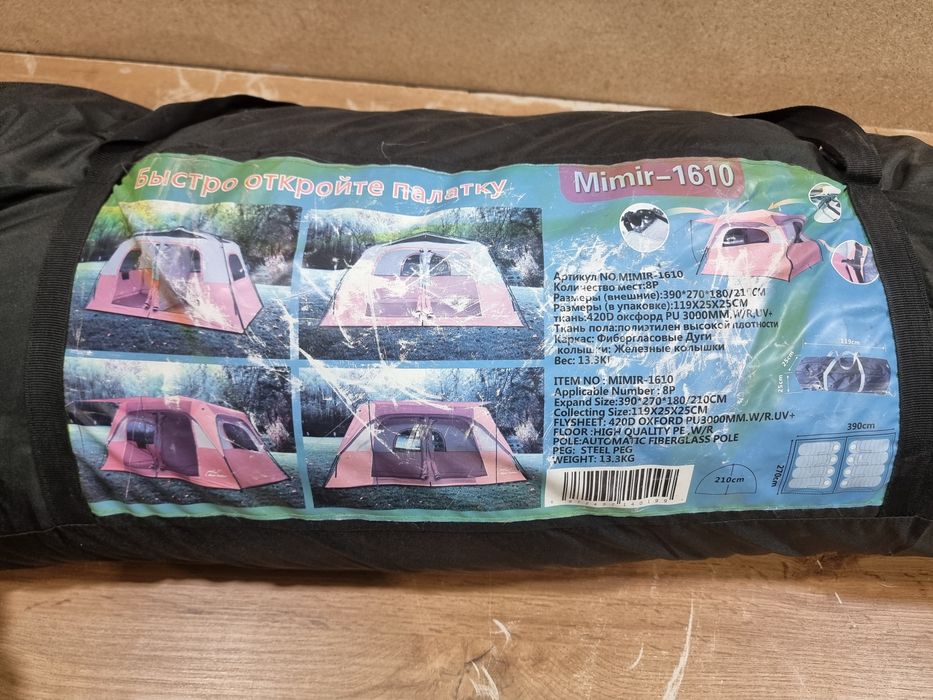 Быстро откройте палатку
Mimir-1610
Артикул NO.MIMIR-1610
Количество мест:8P
Размеры (внешние):390*270*180/210CM
Размеры (в упаковке):119X25X25CM
ткань:420D оксфорд PU 3000MM.W/R,UV+
Ткань пола:полиэтилен высокой плотности
Каркас: Фибергласовые Дуги
колышки: Железные колышки
Вес: 13.3КГ
ITEM NO : MIMIR-1610
Applicable Number : 8P
Expand Size:390*270*180/210CM
Collecting Size:119X25X25CM
FLYSHEET: 420D OXFORD PU3000MM.W/R.UV+
FLOOR :HIGH QUALITY PE .W/R
POLE:AUTOMATIC FIBERGLASS POLE
PEG: STEEL PEG
WEIGHT: 13.3KG
119cm
25cm
25cm
210cm
390cm
270cm